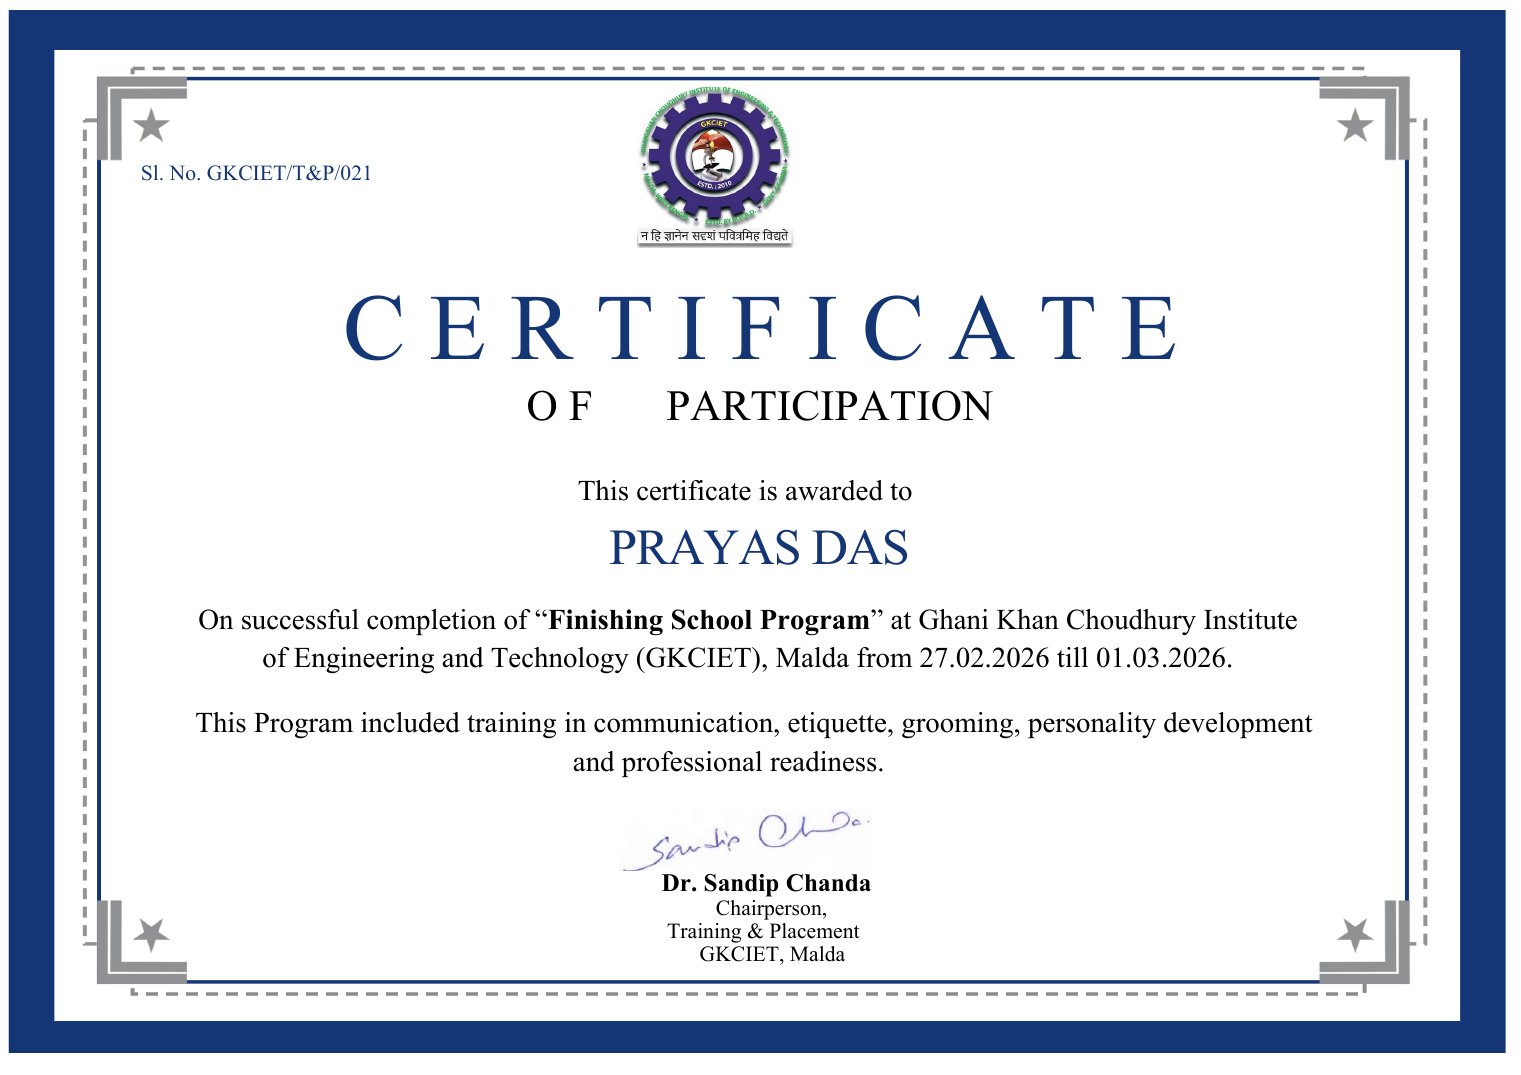 Sl. No. GKCIET/T&P/021
GKCIET
ESTD. : 2010
न हि ज्ञानेन सदृशं पवित्रमिह विद्यते
CERTIFICATE
OF PARTICIPATION
This certificate is awarded to
PRAYAS DAS
On successful completion of “Finishing School Program” at Ghani Khan Choudhury Institute
of Engineering and Technology (GKCIET), Malda from 27.02.2026 till 01.03.2026.
This Program included training in communication, etiquette, grooming, personality development
and professional readiness.
Sandip Chanda
Dr. Sandip Chanda
Chairperson,
Training & Placement
GKCIET, Malda